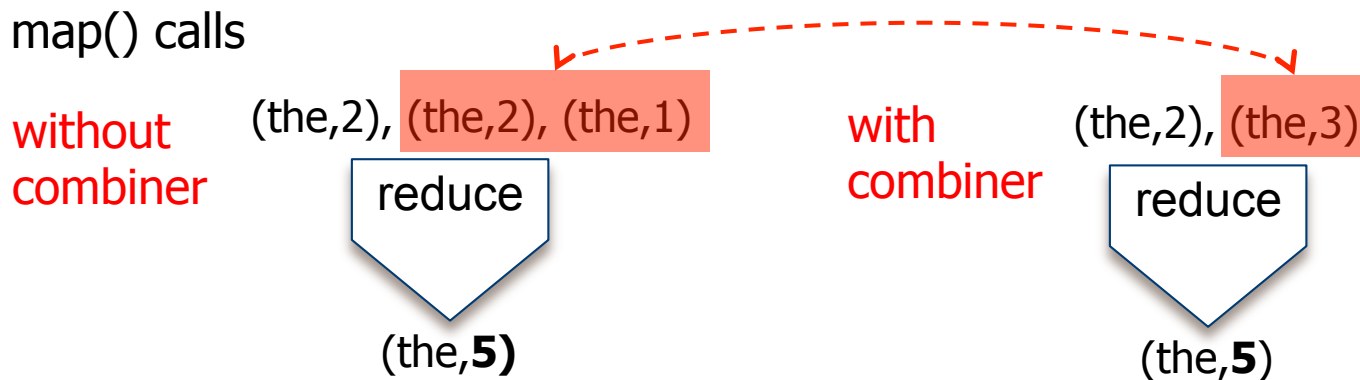 map() calls
without
combiner
(the,2), (the,2), (the,1)
reduce
(the,5)
with
combiner
(the,2), (the,3)
reduce
(the,5)